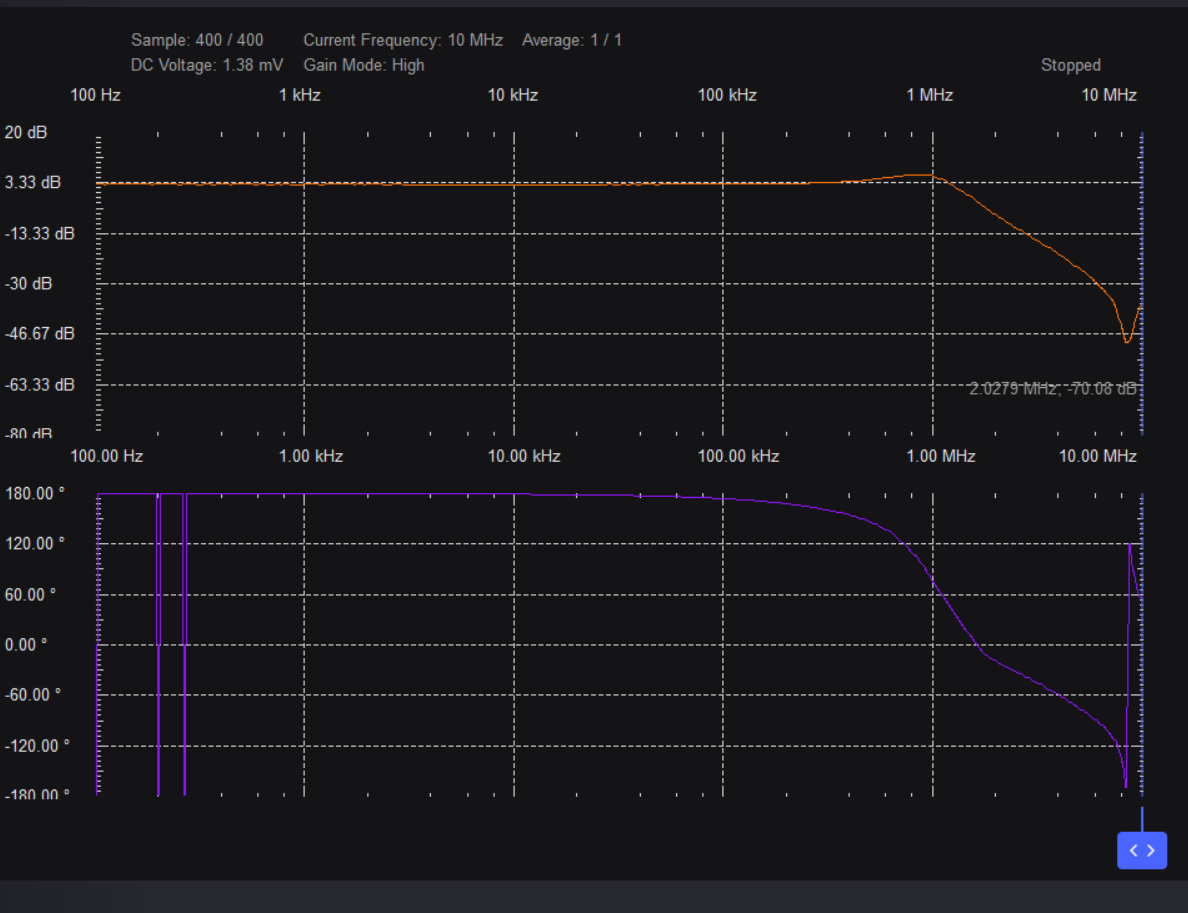 Sample: 400 / 400 Current Frequency: 10 MHz Average: 1 / 1
DC Voltage: 1.38 mV Gain Mode: High Stopped
100 Hz 1 kHz 10 kHz 100 kHz 1 MHz 10 MHz
20 dB
3.33 dB
-13.33 dB
-30 dB
-46.67 dB
-63.33 dB
2.0279 MHz, -70.08 dB
-80 dB
100.00 Hz 1.00 kHz 10.00 kHz 100.00 kHz 1.00 MHz 10.00 MHz
180.00 °
120.00 °
60.00 °
0.00 °
-60.00 °
-120.00 °
-180.00 °